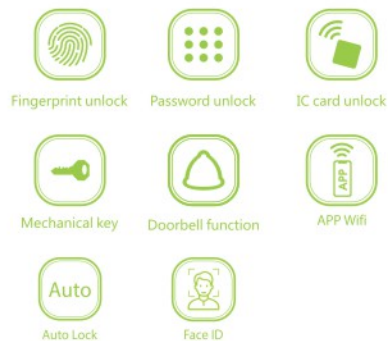 Fingerprint unlock
Password unlock
IC card unlock
Mechanical key
Doorbell function
APP
APP Wifi
Auto
Auto Lock
Face ID